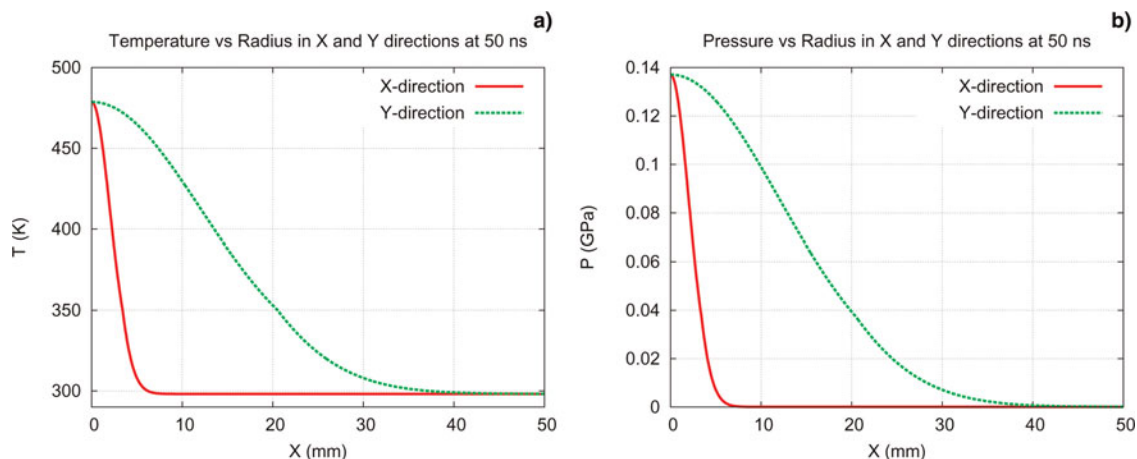 a)
Temperature vs Radius in X and Y directions at 50 ns
500
450
400
350
300
T (K)
X-direction
Y-direction
0 10 20 30 40 50
X (mm)
b)
Pressure vs Radius in X and Y directions at 50 ns
0.14
0.12
0.1
0.08
0.06
0.04
0.02
0
P (GPa)
X-direction
Y-direction
0 10 20 30 40 50
X (mm)